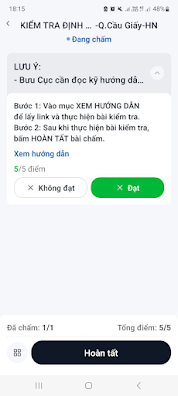 18:15
48%
KIỂM TRA ĐỊNH ... -Q.Cầu Giấy-HN
Đang chấm
LƯU Ý:
- Bưu Cục cần đọc kỹ hướng dẫ...
Bước 1: Vào mục XEM HƯỚNG DẪN
để lấy link và thực hiện bài kiểm tra.
Bước 2: Sau khi thực hiện bài kiểm tra,
bấm HOÀN TẤT bài chấm.
Xem hướng dẫn
5/5 điểm
Không đạt
Đạt
Đã chấm: 1/1
Tổng điểm: 5/5
Hoàn tất